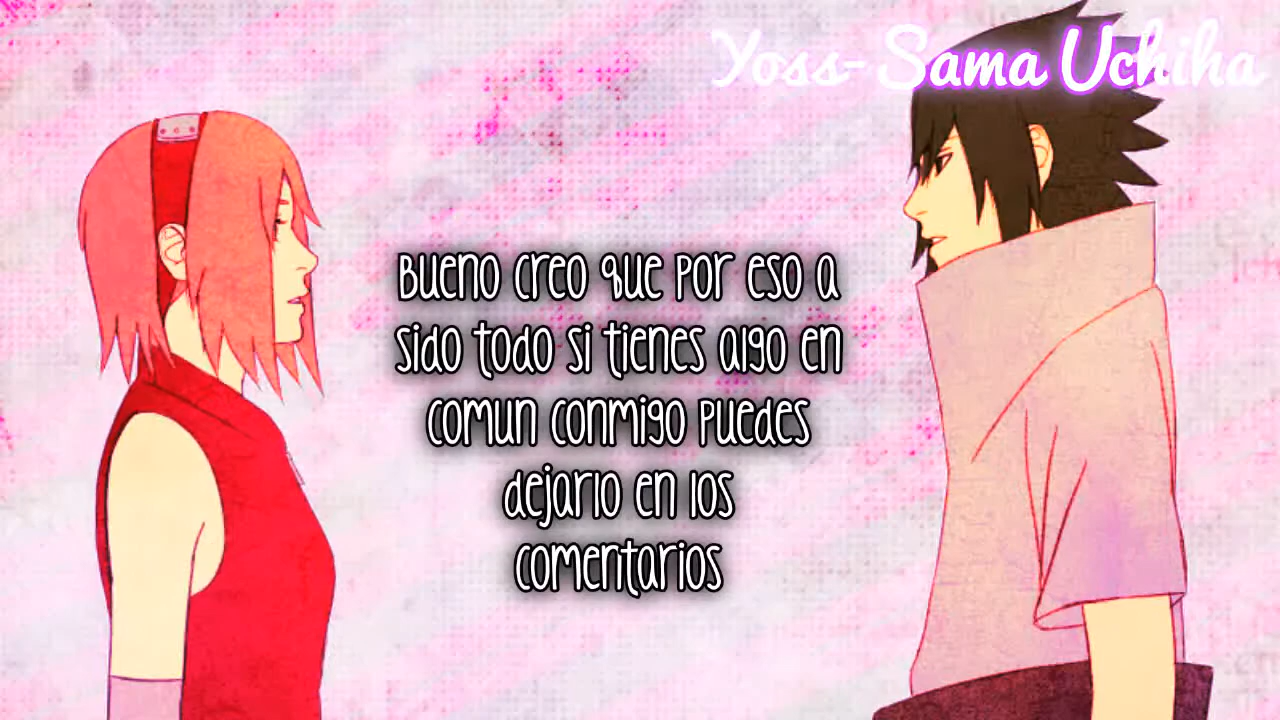 Yoss-Sama Uchiha
Bueno creo que por eso a
sido todo si tienes algo en
comun conmigo puedes
dejarlo en los
comentarios